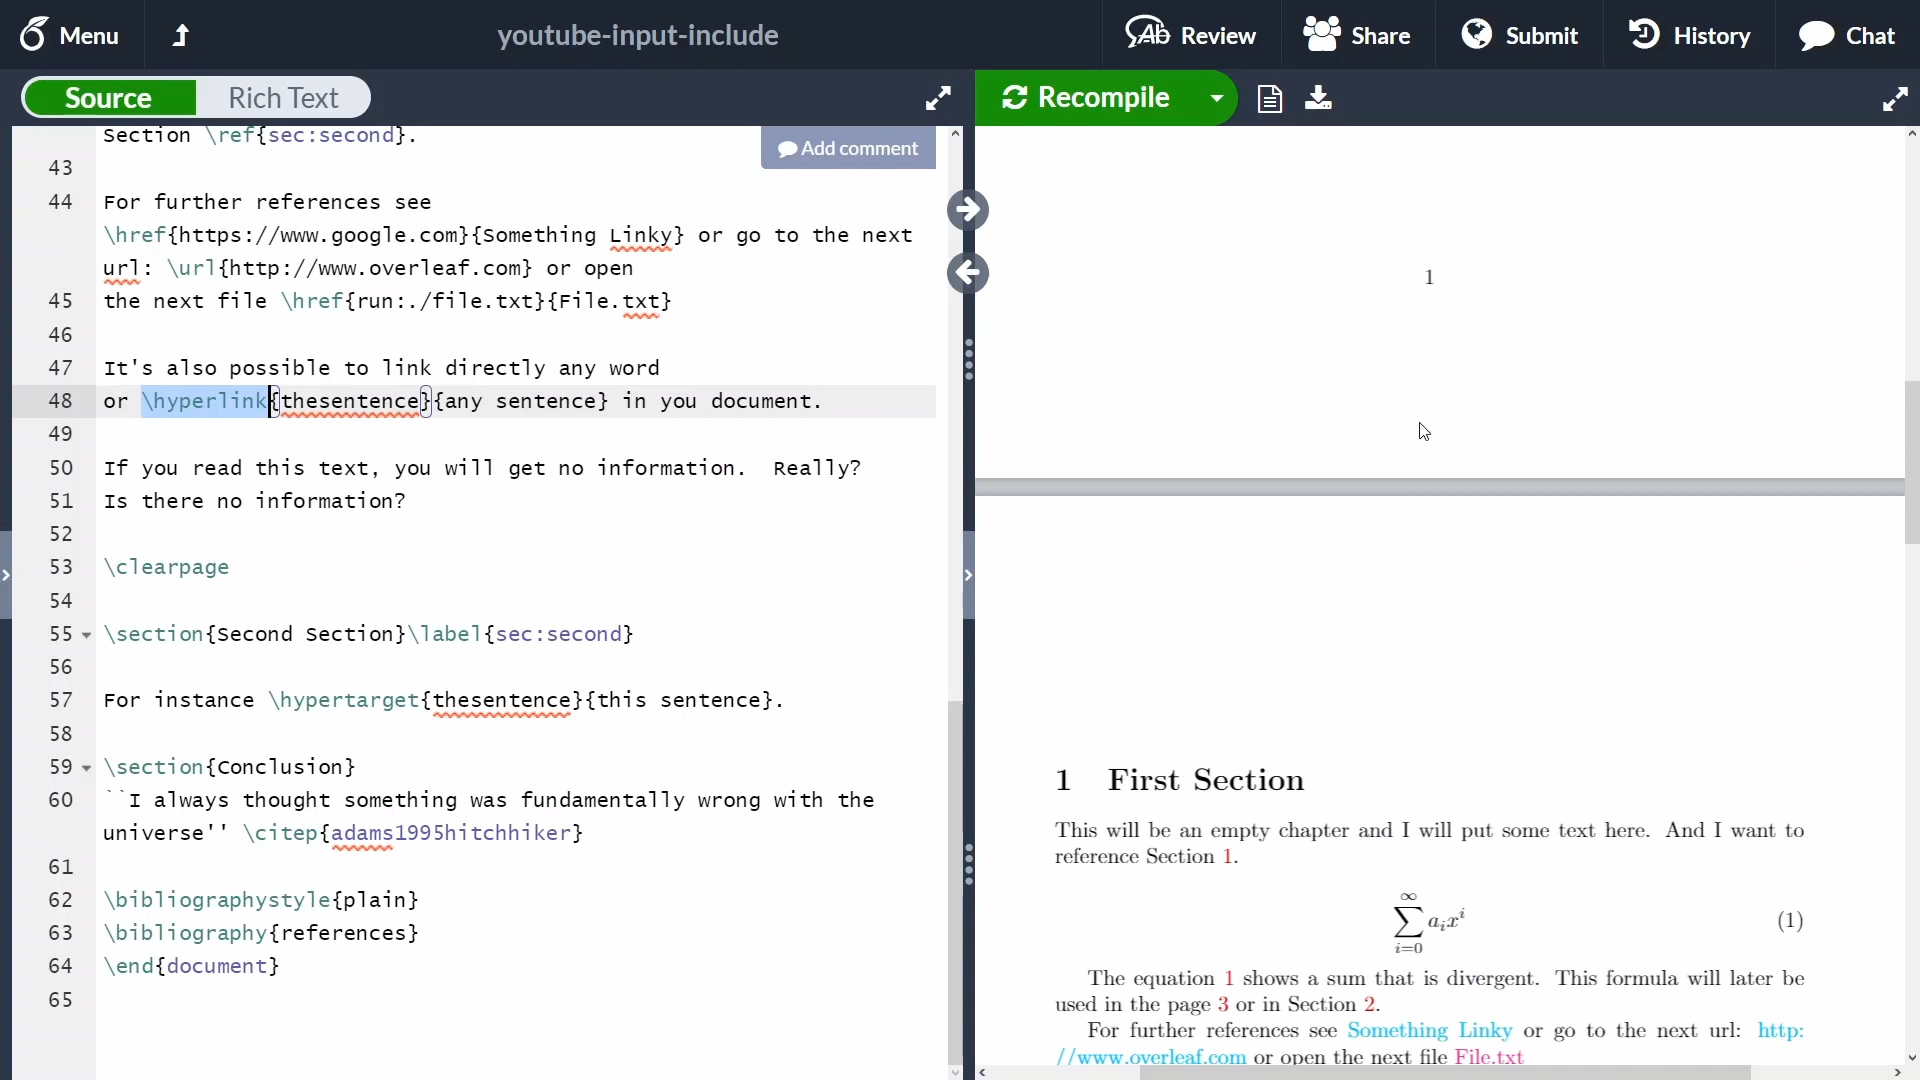 Menu
youtube-input-include
Ab Review
Share
Submit
History
Chat
Source
Rich Text
Recompile
Section \ref{sec:second}.
Add comment
43
44 For further references see
\href{https://www.google.com}{Something Linky} or go to the next
url: \url{http://www.overleaf.com} or open
45 the next file \href{run:./file.txt}{File.txt}
46
47 It's also possible to link directly any word
48 or \hyperlink{thesentence}{any sentence} in you document.
49
50 If you read this text, you will get no information.  Really?
51 Is there no information?
52
53 \clearpage
54
55 \section{Second Section}\label{sec:second}
56
57 For instance \hypertarget{thesentence}{this sentence}.
58
59 \section{Conclusion}
60 ``I always thought something was fundamentally wrong with the
universe'' \citep{adams1995hitchhiker}
61
62 \bibliographystyle{plain}
63 \bibliography{references}
64 \end{document}
65
1
1 First Section
This will be an empty chapter and I will put some text here. And I want to
reference Section 1.
∞
∑ aᵢxⁱ (1)
i=0
The equation 1 shows a sum that is divergent. This formula will later be
used in the page 3 or in Section 2.
For further references see Something Linky or go to the next url: http:
//www.overleaf.com or open the next file File.txt